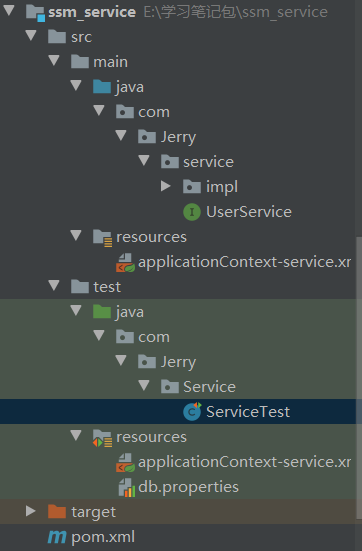 ssm_service E:\学习笔记包\ssm_service
src
main
java
com
Jerry
service
impl
UserService
resources
applicationContext-service.xr
test
java
com
Jerry
Service
ServiceTest
resources
applicationContext-service.xr
db.properties
target
pom.xml